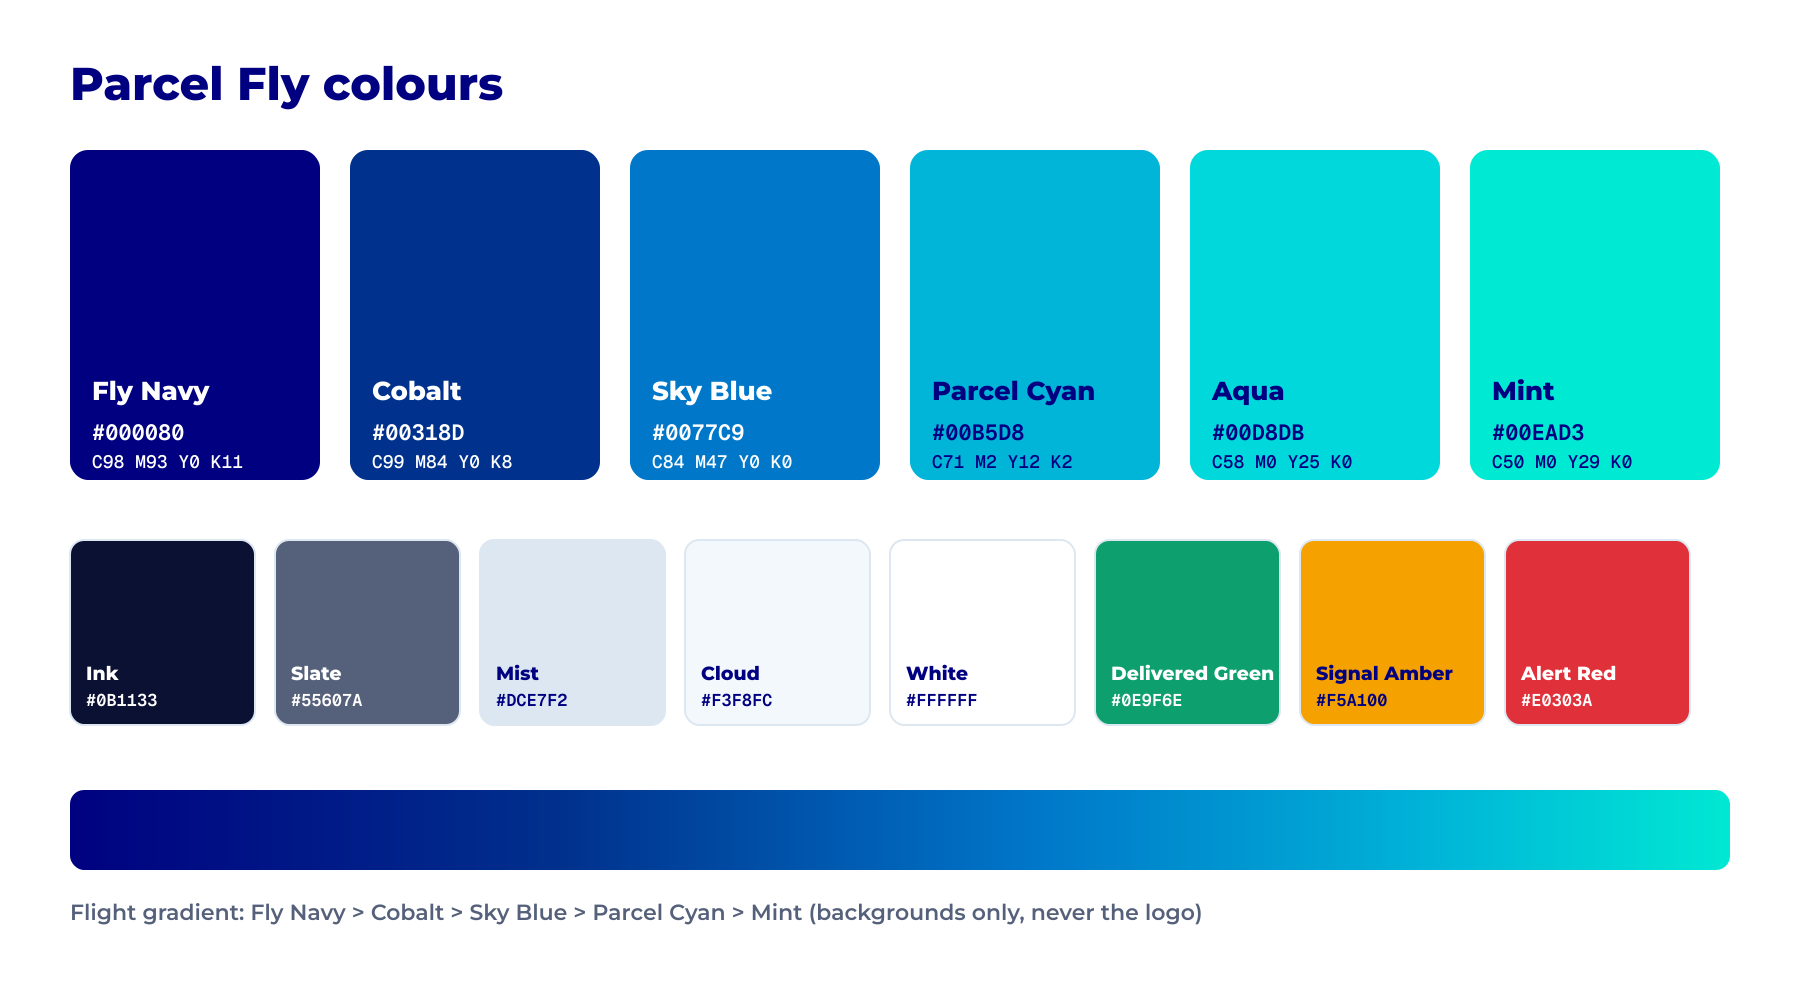 Parcel Fly colours
Fly Navy
#000080
C98 M93 Y0 K11
Cobalt
#00318D
C99 M84 Y0 K8
Sky Blue
#0077C9
C84 M47 Y0 K0
Parcel Cyan
#00B5D8
C71 M2 Y12 K2
Aqua
#00D8DB
C58 M0 Y25 K0
Mint
#00EAD3
C50 M0 Y29 K0
Ink
#0B1133
Slate
#55607A
Mist
#DCE7F2
Cloud
#F3F8FC
White
#FFFFFF
Delivered Green
#0E9F6E
Signal Amber
#F5A100
Alert Red
#E0303A
Flight gradient: Fly Navy > Cobalt > Sky Blue > Parcel Cyan > Mint (backgrounds only, never the logo)